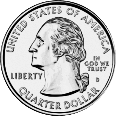 UNITED STATES OF AMERICA
LIBERTY
IN
GOD WE
TRUST
QUARTER DOLLAR